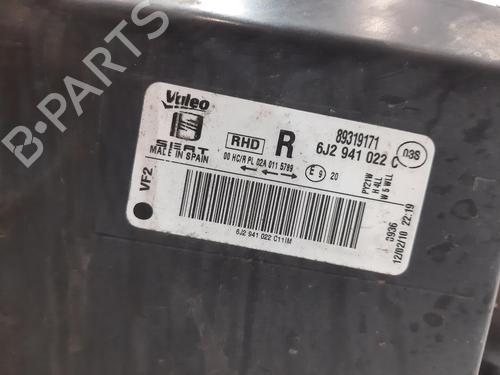 Valeo
SEAT
MADE IN SPAIN
VF2
RHD
R
00 HC/R PL 02A 011 5789
E 9 20
89319171
6J2 941 022 C
03S
PY21W
H 4LL
W 5 WLL
0936
12/02/10 22:19
6J2 941 022 C11IM
B-PARTS